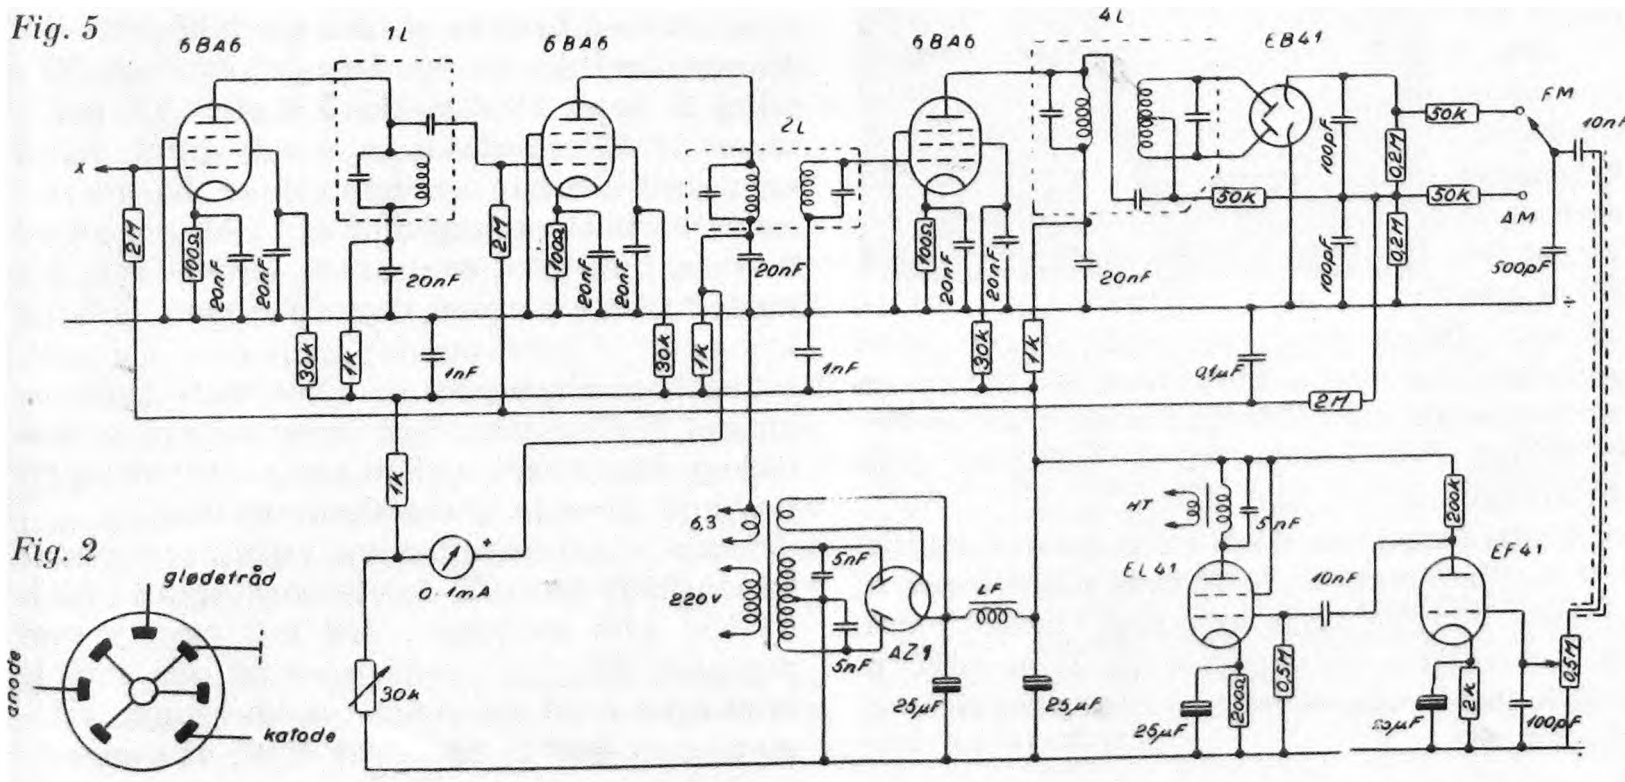 Fig. 5
6BA6
1L
6BA6
2L
6BA6
4L
EB41
FM
AM
10nF
X
2M
100Ω
20nF
20nF
20nF
2M
100Ω
20nF
20nF
20nF
100Ω
20nF
20nF
20nF
50k
100pF
100pF
0,2M
0,2M
50k
50k
500pF
÷
30k
1k
1nF
30k
1k
1nF
30k
1k
0,1µF
2M
1k
+
0-1mA
30k
6,3
220V
5nF
5nF
AZ1
LF
25µF
25µF
HT
5nF
EL41
10nF
200k
EF41
200Ω
25µF
0,5M
2k
100pF
0,5M
Fig. 2
glødetråd
anode
katode